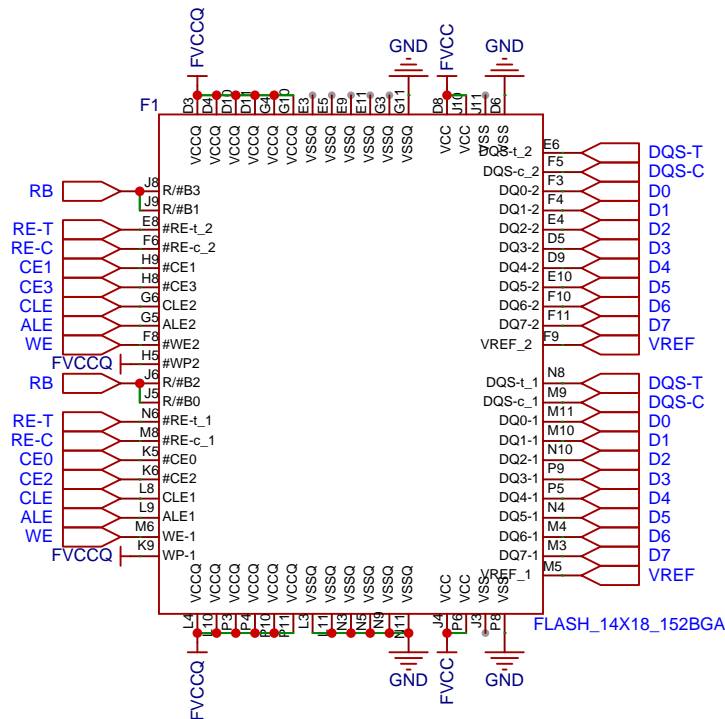 FVCCQ
GND
FVCC
GND
F1
D3 D4 D10 D11 G4 G10 E3 E5 E9 E11 G3 G11 D8 J10 J11 D6
VCCQ VCCQ VCCQ VCCQ VCCQ VCCQ VSSQ VSSQ VSSQ VSSQ VSSQ VSSQ VCC VCC VSS VSS
DQS-t_2 E6 DQS-T
DQS-c_2 F5 DQS-C
RB J8 R/#B3 DQ0-2 F3 D0
J9 R/#B1 DQ1-2 F4 D1
RE-T E8 #RE-t_2 DQ2-2 E4 D2
RE-C F6 #RE-c_2 DQ3-2 D5 D3
CE1 H9 #CE1 DQ4-2 D9 D4
CE3 H8 #CE3 DQ5-2 E10 D5
CLE G6 CLE2 DQ6-2 F10 D6
ALE G5 ALE2 DQ7-2 F11 D7
WE F8 #WE2 VREF_2 F9 VREF
FVCCQ H5 #WP2
RB J6 R/#B2 DQS-t_1 N8 DQS-T
J5 R/#B0 DQS-c_1 M9 DQS-C
RE-T N6 #RE-t_1 DQ0-1 M11 D0
RE-C M8 #RE-c_1 DQ1-1 M10 D1
CE0 K5 #CE0 DQ2-1 N10 D2
CE2 K6 #CE2 DQ3-1 P9 D3
CLE L8 CLE1 DQ4-1 P5 D4
ALE L9 ALE1 DQ5-1 N4 D5
WE M6 WE-1 DQ6-1 M4 D6
FVCCQ K9 WP-1 DQ7-1 M3 D7
VREF_1 M5 VREF
VCCQ VCCQ VCCQ VCCQ VCCQ VCCQ VSSQ VSSQ VSSQ VSSQ VSSQ VSSQ VCC VCC VSS VSS
L4 L10 P3 P4 P10 P11 L3 L11 N3 N5 N9 N11 J4 P6 J3 P8
FLASH_14X18_152BGA
FVCCQ
GND
FVCC
GND